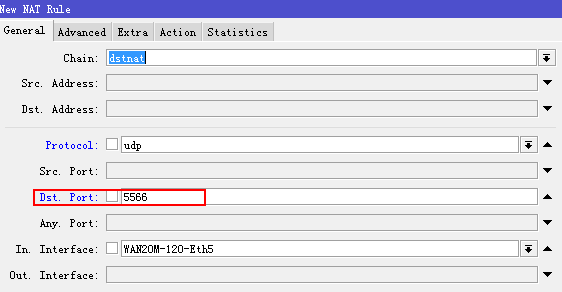 New NAT Rule
General Advanced Extra Action Statistics
Chain: dstnat
Src. Address:
Dst. Address:
Protocol: udp
Src. Port:
Dst. Port: 5566
Any. Port:
In. Interface: WAN20M-120-Eth5
Out. Interface: